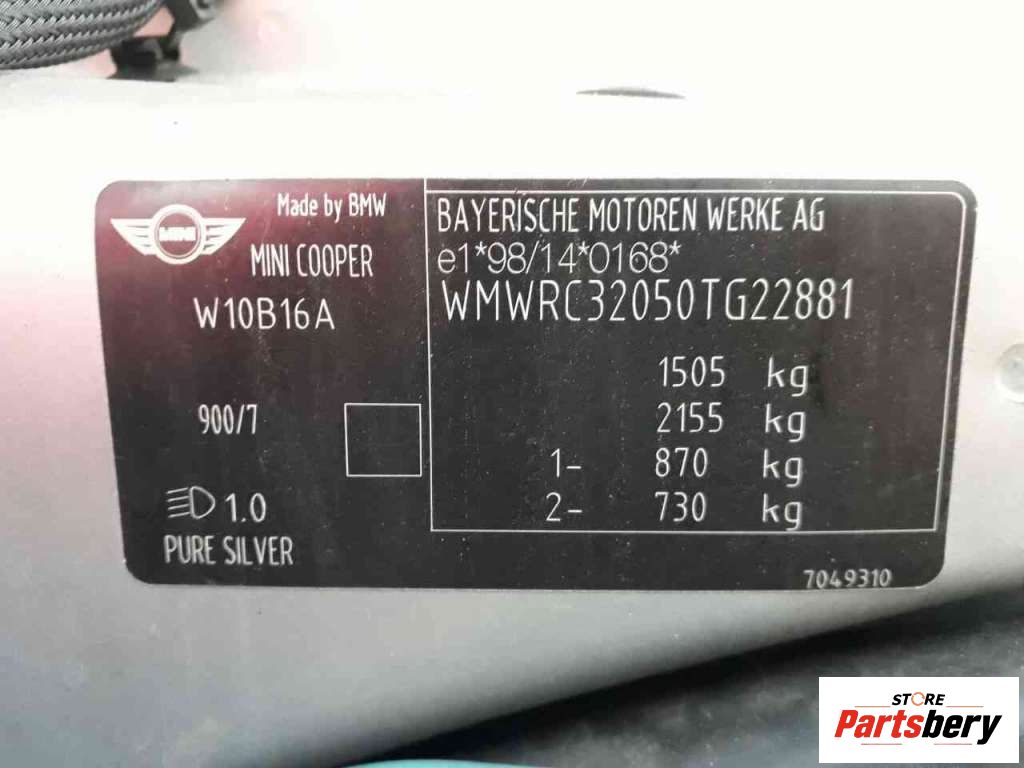 MINI
Made by BMW
MINI COOPER
W10B16A
900/7
1.0
PURE SILVER
BAYERISCHE MOTOREN WERKE AG
e1*98/14*0168*
WMWRC32050TG22881
1505 kg
2155 kg
1- 870 kg
2- 730 kg
7049310
STORE
Partsbery